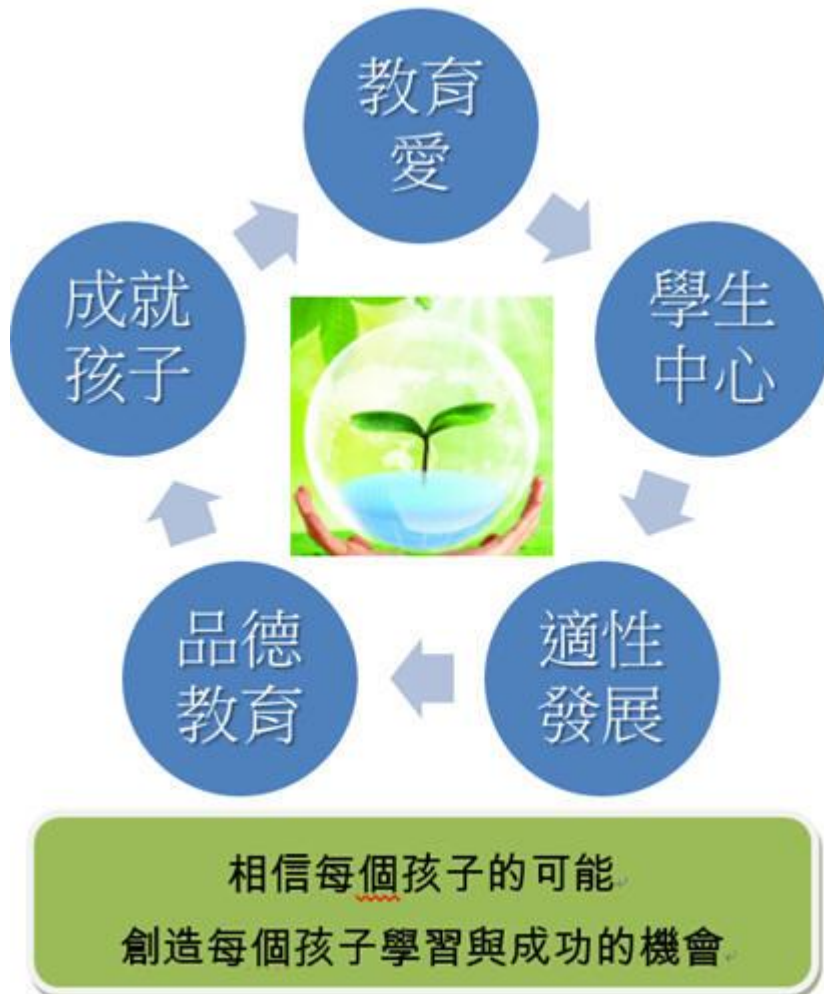 教育
愛
學生
中心
適性
發展
品德
教育
成就
孩子
相信每個孩子的可能
創造每個孩子學習與成功的機會